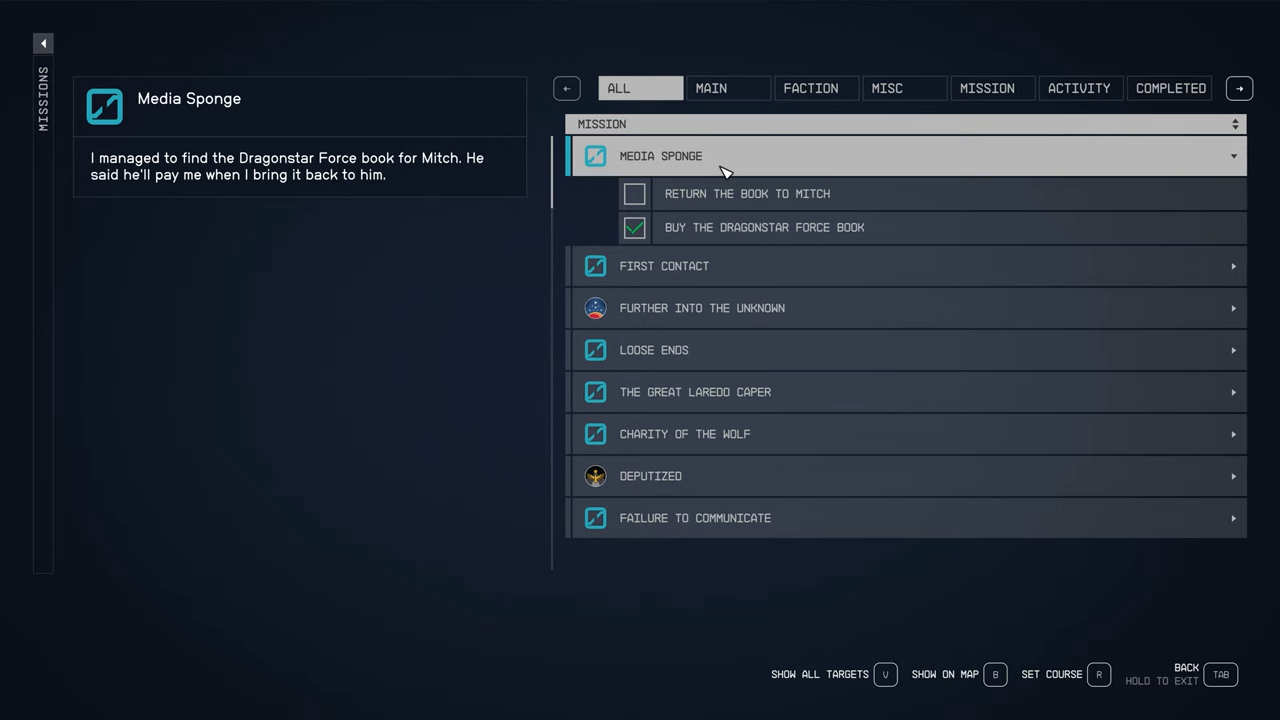 MISSIONS
Media Sponge
I managed to find the Dragonstar Force book for Mitch. He
said he'll pay me when I bring it back to him.
ALL MAIN FACTION MISC MISSION ACTIVITY COMPLETED
MISSION
MEDIA SPONGE
RETURN THE BOOK TO MITCH
BUY THE DRAGONSTAR FORCE BOOK
FIRST CONTACT
FURTHER INTO THE UNKNOWN
LOOSE ENDS
THE GREAT LAREDO CAPER
CHARITY OF THE WOLF
DEPUTIZED
FAILURE TO COMMUNICATE
SHOW ALL TARGETS V SHOW ON MAP B SET COURSE R BACK TAB
HOLD TO EXIT